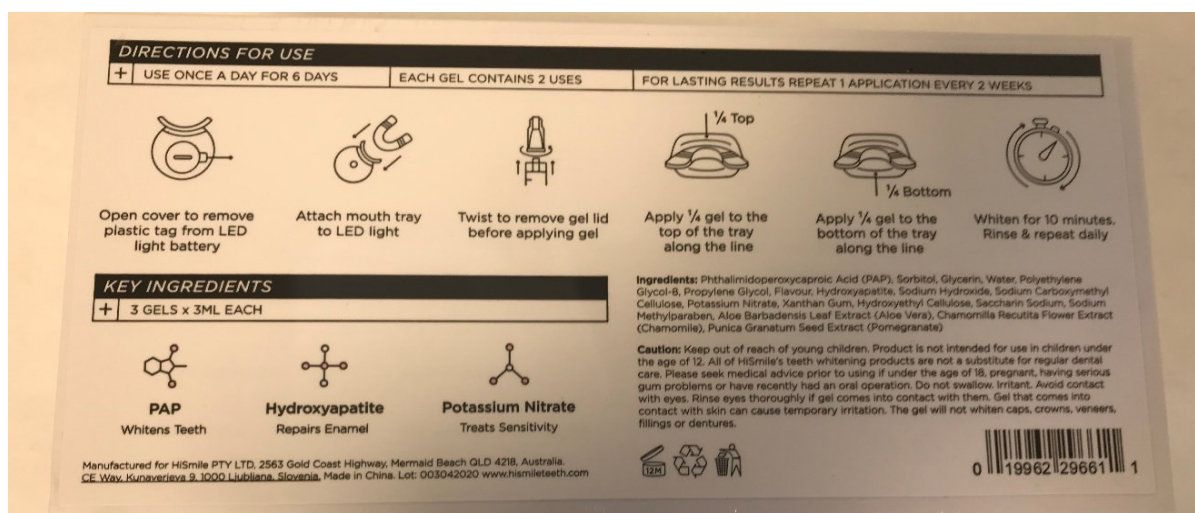 DIRECTIONS FOR USE
+ USE ONCE A DAY FOR 6 DAYS
EACH GEL CONTAINS 2 USES
FOR LASTING RESULTS REPEAT 1 APPLICATION EVERY 2 WEEKS
¼ Top
¼ Bottom
Open cover to remove
plastic tag from LED
light battery
Attach mouth tray
to LED light
Twist to remove gel lid
before applying gel
Apply ¼ gel to the
top of the tray
along the line
Apply ¼ gel to the
bottom of the tray
along the line
Whiten for 10 minutes.
Rinse & repeat daily
KEY INGREDIENTS
+ 3 GELS x 3ML EACH
PAP
Whitens Teeth
Hydroxyapatite
Repairs Enamel
Potassium Nitrate
Treats Sensitivity
Manufactured for HiSmile PTY LTD, 2563 Gold Coast Highway, Mermaid Beach QLD 4218, Australia.
CE Way, Kunaverjeva 9, 1000 Ljubljana, Slovenia, Made in China. Lot: 003042020 www.hismileteeth.com
Ingredients: Phthalimidoperoxycaproic Acid (PAP), Sorbitol, Glycerin, Water, Polyethylene
Glycol-8, Propylene Glycol, Flavour, Hydroxyapatite, Sodium Hydroxide, Sodium Carboxymethyl
Cellulose, Potassium Nitrate, Xanthan Gum, Hydroxyethyl Cellulose, Saccharin Sodium, Sodium
Methylparaben, Aloe Barbadensis Leaf Extract (Aloe Vera), Chamomilla Recutita Flower Extract
(Chamomile), Punica Granatum Seed Extract (Pomegranate)
Caution: Keep out of reach of young children. Product is not intended for use in children under
the age of 12. All of HiSmile's teeth whitening products are not a substitute for regular dental
care. Please seek medical advice prior to using if under the age of 18, pregnant, having serious
gum problems or have recently had an oral operation. Do not swallow. Irritant. Avoid contact
with eyes. Rinse eyes thoroughly if gel comes into contact with them. Gel that comes into
contact with skin can cause temporary irritation. The gel will not whiten caps, crowns, veneers,
fillings or dentures.
12M
0 19962 29661 1